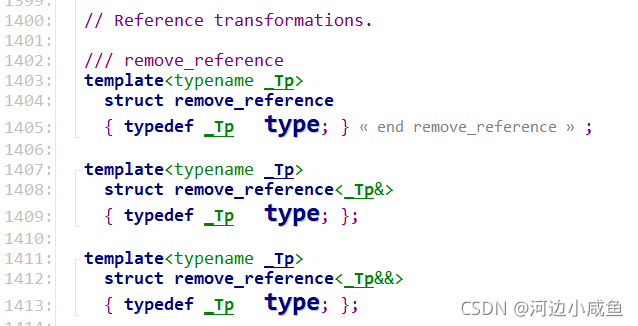 1399:
1400: // Reference transformations.
1401:
1402: /// remove_reference
1403: template<typename _Tp>
1404: struct remove_reference
1405: { typedef _Tp type; } « end remove_reference » ;
1406:
1407: template<typename _Tp>
1408: struct remove_reference<_Tp&>
1409: { typedef _Tp type; };
1410:
1411: template<typename _Tp>
1412: struct remove_reference<_Tp&&>
1413: { typedef _Tp type; };
CSDN @河边小咸鱼